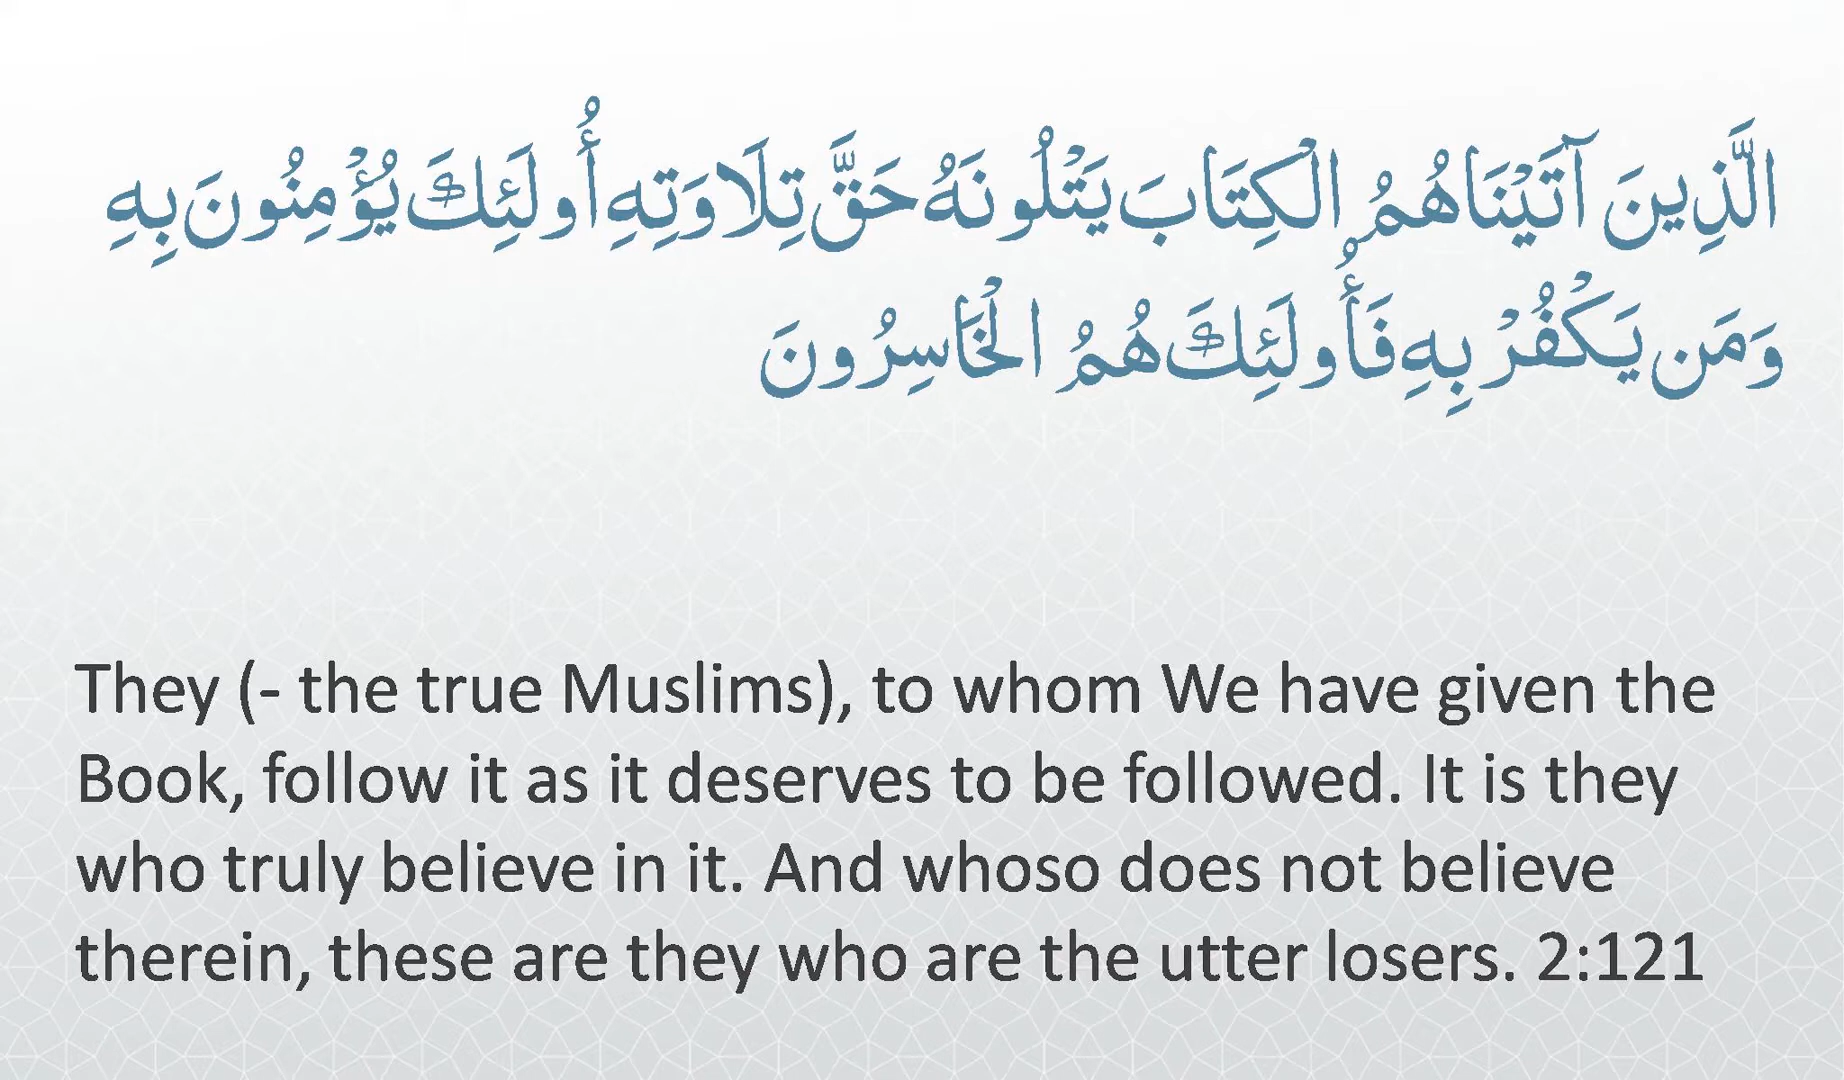 الَّذِينَ آتَيْنَاهُمُ الْكِتَابَ يَتْلُونَهُ حَقَّ تِلَاوَتِهِ أُولَئِكَ يُؤْمِنُونَ بِهِ
وَمَن يَكْفُرْ بِهِ فَأُولَئِكَ هُمُ الْخَاسِرُونَ
They (- the true Muslims), to whom We have given the
Book, follow it as it deserves to be followed. It is they
who truly believe in it. And whoso does not believe
therein, these are they who are the utter losers. 2:121